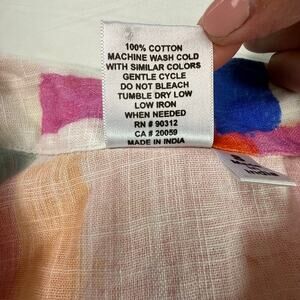 100% COTTON
MACHINE WASH COLD
WITH SIMILAR COLORS
GENTLE CYCLE
DO NOT BLEACH
TUMBLE DRY LOW
LOW IRON
WHEN NEEDED
RN # 90312
CA # 20059
MADE IN INDIA
India